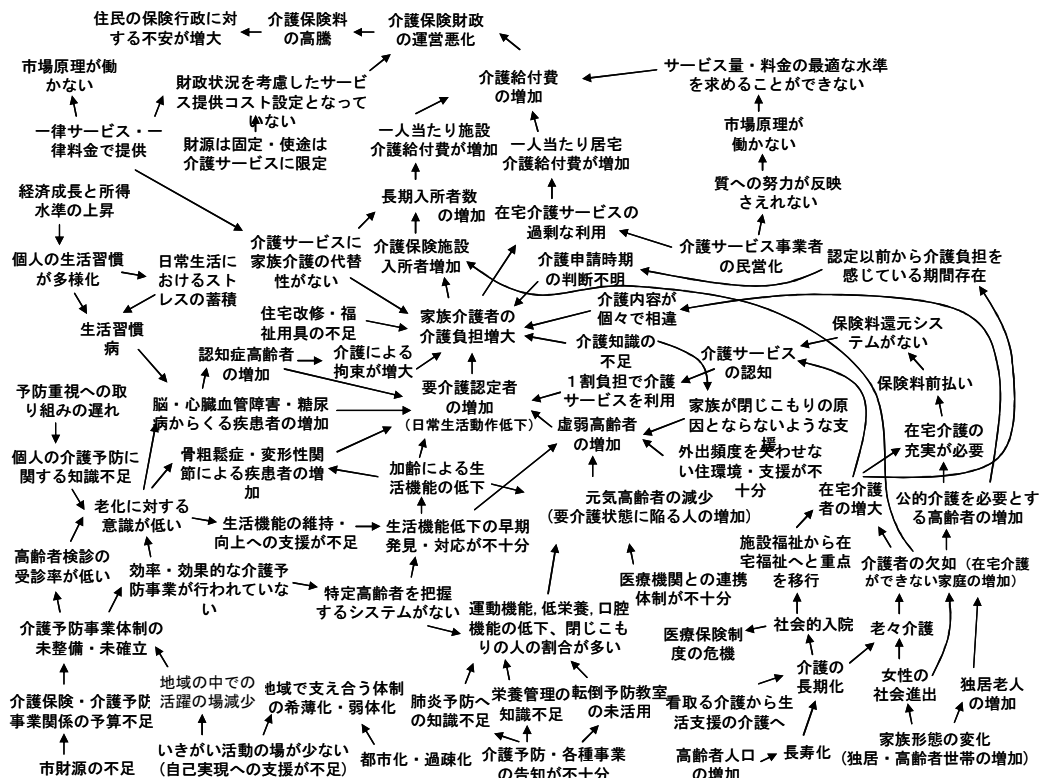 住民の保険行政に対
する不安が増大
介護保険料
の高騰
介護保険財政
の運営悪化
市場原理が働
かない
財政状況を考慮したサービ
ス提供コスト設定となって
いない
介護給付費
の増加
サービス量・料金の最適な水準
を求めることができない
一律サービス・一
律料金で提供
財源は固定・使途は
介護サービスに限定
一人当たり施設
介護給付費が増加
一人当たり居宅
介護給付費が増加
市場原理が
働かない
経済成長と所得
水準の上昇
長期入所者数
の増加
在宅介護サービスの
過剰な利用
質への努力が反映
さえれない
個人の生活習慣
が多様化
日常生活に
おけるスト
レスの蓄積
介護サービスに
家族介護の代替
性がない
介護保険施設
入所者増加
介護申請時期
の判断不明
介護サービス事業者
の民営化
認定以前から介護負担を
感じている期間存在
生活習慣
病
住宅改修・福
祉用具の不足
家族介護者の
介護負担増大
介護内容が
個々で相違
保険料還元シス
テムがない
認知症高齢者
の増加
介護による
拘束が増大
介護知識の
不足
介護サービス
の認知
予防重視への取
り組みの遅れ
脳・心臓血管障害・糖尿
病からくる疾患者の増加
要介護認定者
の増加
(日常生活動作低下)
1割負担で介護
サービスを利用
保険料前払い
虚弱高齢者
の増加
家族が閉じこもりの原
因とならないような支
援
在宅介護の
充実が必要
個人の介護予防に
関する知識不足
骨粗鬆症・変形性関
節による疾患者の増
加
加齢による生
活機能の低下
外出頻度を失わせな
い住環境・支援が不
十分
老化に対する
意識が低い
生活機能の維持・
向上への支援が不足
生活機能低下の早期
発見・対応が不十分
元気高齢者の減少
(要介護状態に陥る人の増加)
在宅介護
者の増大
公的介護を必要とす
る高齢者の増加
高齢者検診の
受診率が低い
効率・効果的な介護予
防事業が行われていな
い
特定高齢者を把握
するシステムがない
医療機関との連携
体制が不十分
施設福祉から在
宅福祉へと重点
を移行
介護者の欠如(在宅介護
ができない家庭の増加)
介護予防事業体制の
未整備・未確立
運動機能,低栄養,口腔
機能の低下、閉じこも
りの人の割合が多い
医療保険制
度の危機
社会的入院
老々介護
介護保険・介護予防
事業関係の予算不足
地域の中での
活躍の場減少
地域で支え合う体制
の希薄化・弱体化
肺炎予防へ
の知識不足
栄養管理の
知識不足
転倒予防教室
の未活用
看取る介護から生
活支援の介護へ
介護の
長期化
女性の
社会進出
独居老人
の増加
市財源の不足
いきがい活動の場が少ない
(自己実現への支援が不足)
都市化・過疎化
介護予防・各種事業
の告知が不十分
高齢者人口
の増加
長寿化
家族形態の変化
(独居・高齢者世帯の増加)